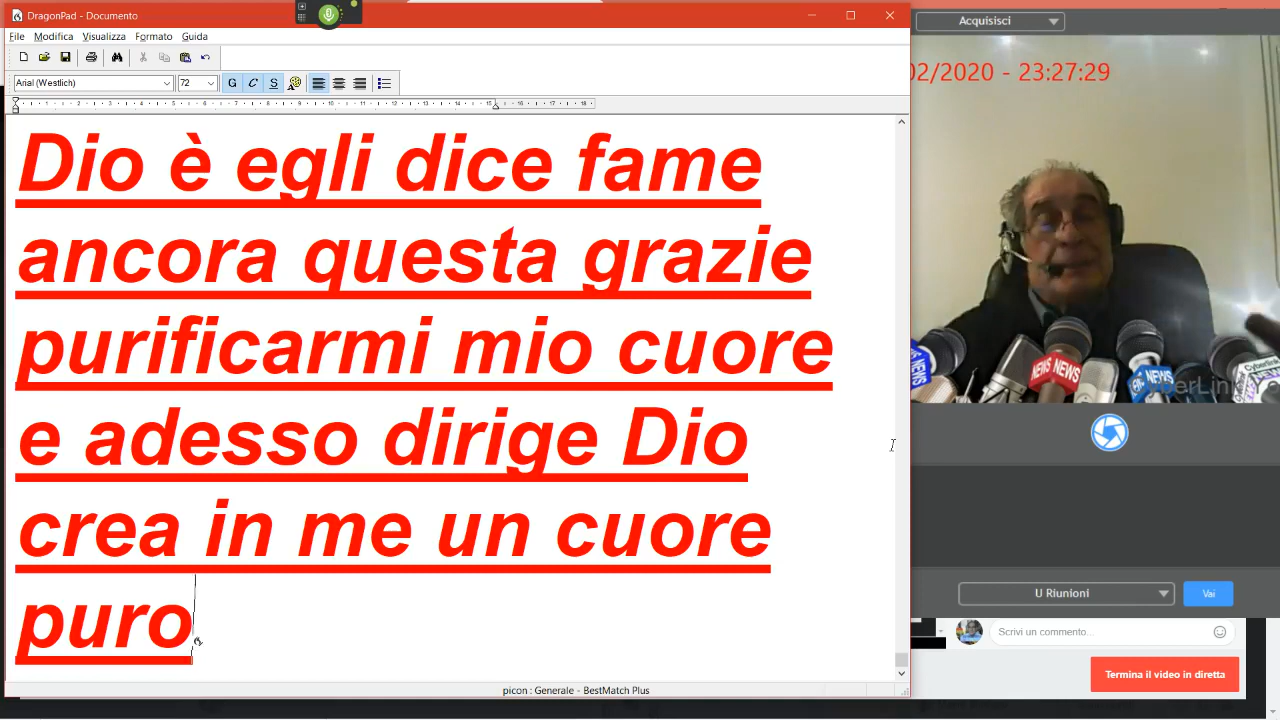 DragonPad - Documento
File Modifica Visualizza Formato Guida
Arial (Westlich) 72 G C S
Dio è egli dice fame
ancora questa grazie
purificarmi mio cuore
e adesso dirige Dio
crea in me un cuore
puro
picon : Generale - BestMatch Plus
Acquisisci
02/2020 - 23:27:29
NEWS
NEWS NEWS
NEWS
U Riunioni
Vai
Scrivi un commento...
Termina il video in diretta